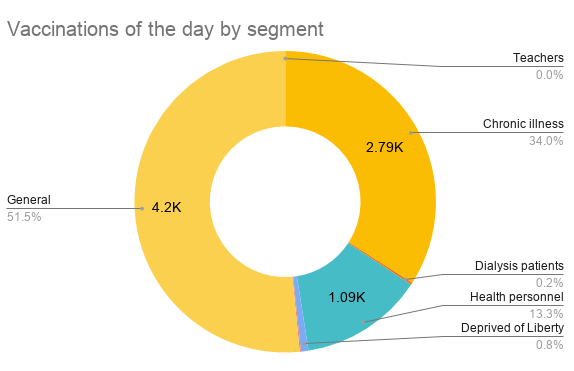 Vaccinations of the day by segment
Teachers
0.0%
Chronic illness
34.0%
2.79K
General
51.5%
4.2K
Dialysis patients
0.2%
Health personnel
13.3%
1.09K
Deprived of Liberty
0.8%